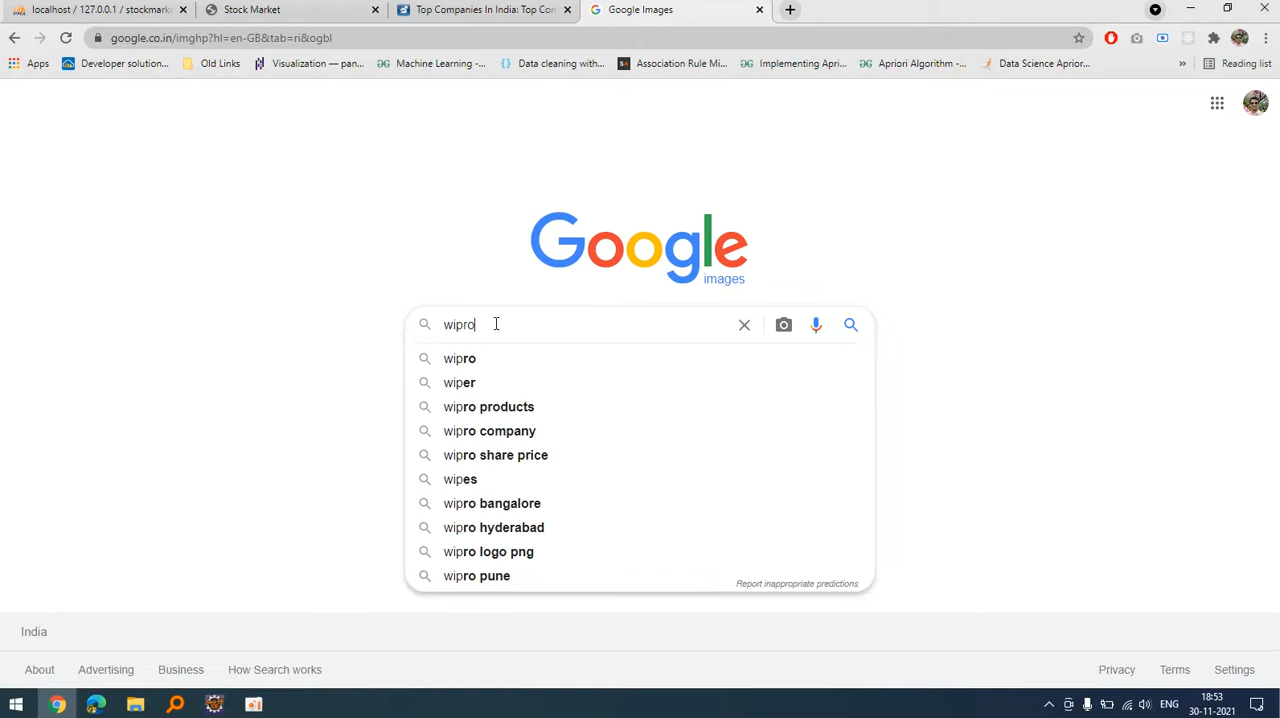 localhost / 127.0.0.1 / stockmark
Stock Market
Top Companies In India: Top Con
Google Images
google.co.in/imghp?hl=en-GB&tab=ri&ogbl
Apps
Developer solution...
Old Links
Visualization — pan...
Machine Learning -...
Data cleaning with...
Association Rule Mi...
Implementing Apri...
Apriori Algorithm -...
Data Science Aprior...
»
Reading list
Google
images
wipro
wipro
wiper
wipro products
wipro company
wipro share price
wipes
wipro bangalore
wipro hyderabad
wipro logo png
wipro pune
Report inappropriate predictions
India
About Advertising Business How Search works
Privacy Terms Settings
ENG
18:53
30-11-2021